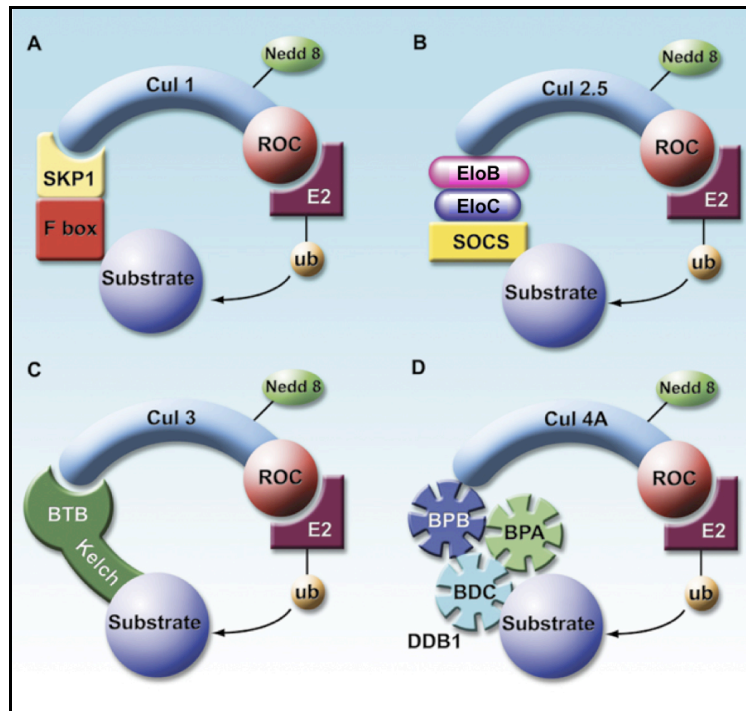 A
Nedd 8
Cul 1
ROC
SKP1
E2
F box
ub
Substrate
B
Nedd 8
Cul 2.5
ROC
EloB
E2
EloC
SOCS
ub
Substrate
C
Nedd 8
Cul 3
ROC
BTB
E2
Kelch
ub
Substrate
D
Nedd 8
Cul 4A
ROC
BPB
BPA
E2
BDC
ub
Substrate
DDB1